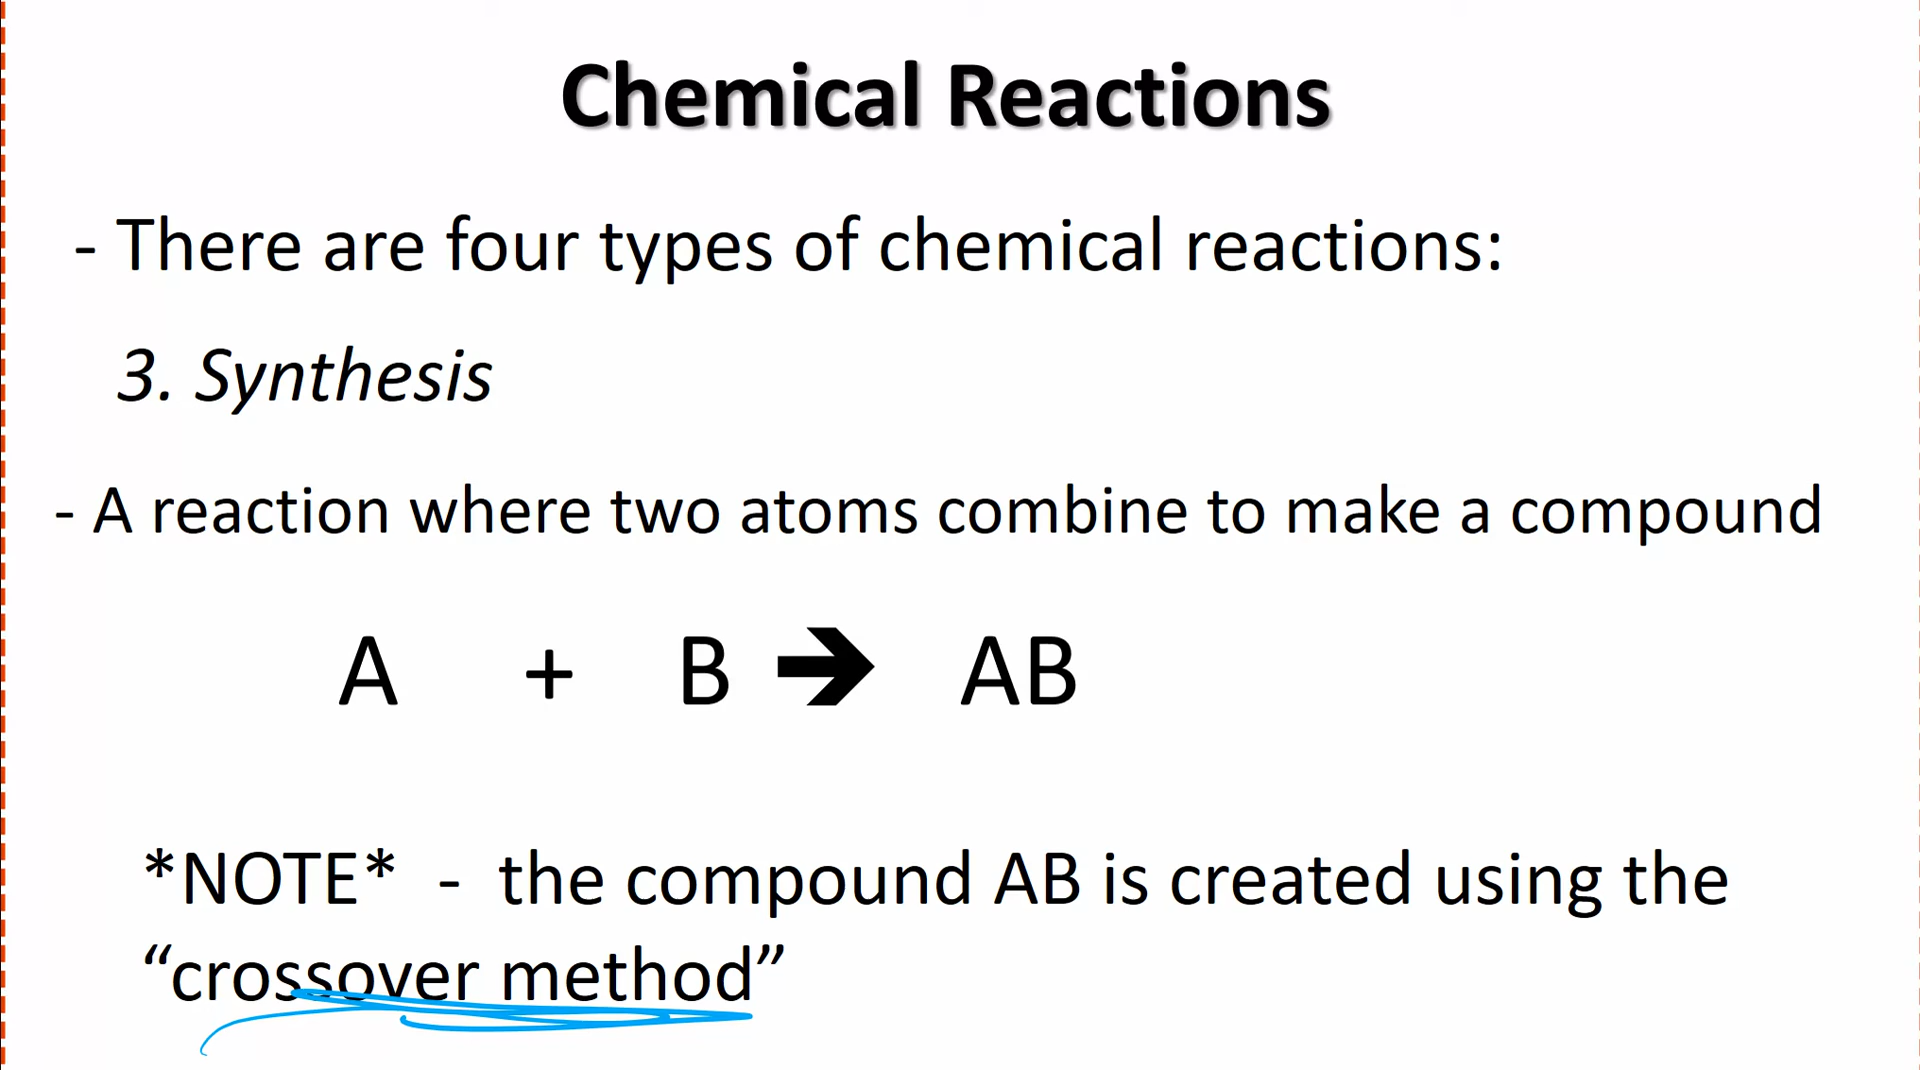 Chemical Reactions
- There are four types of chemical reactions:
3. Synthesis
- A reaction where two atoms combine to make a compound
A + B ➔ AB
*NOTE* - the compound AB is created using the
“crossover method”